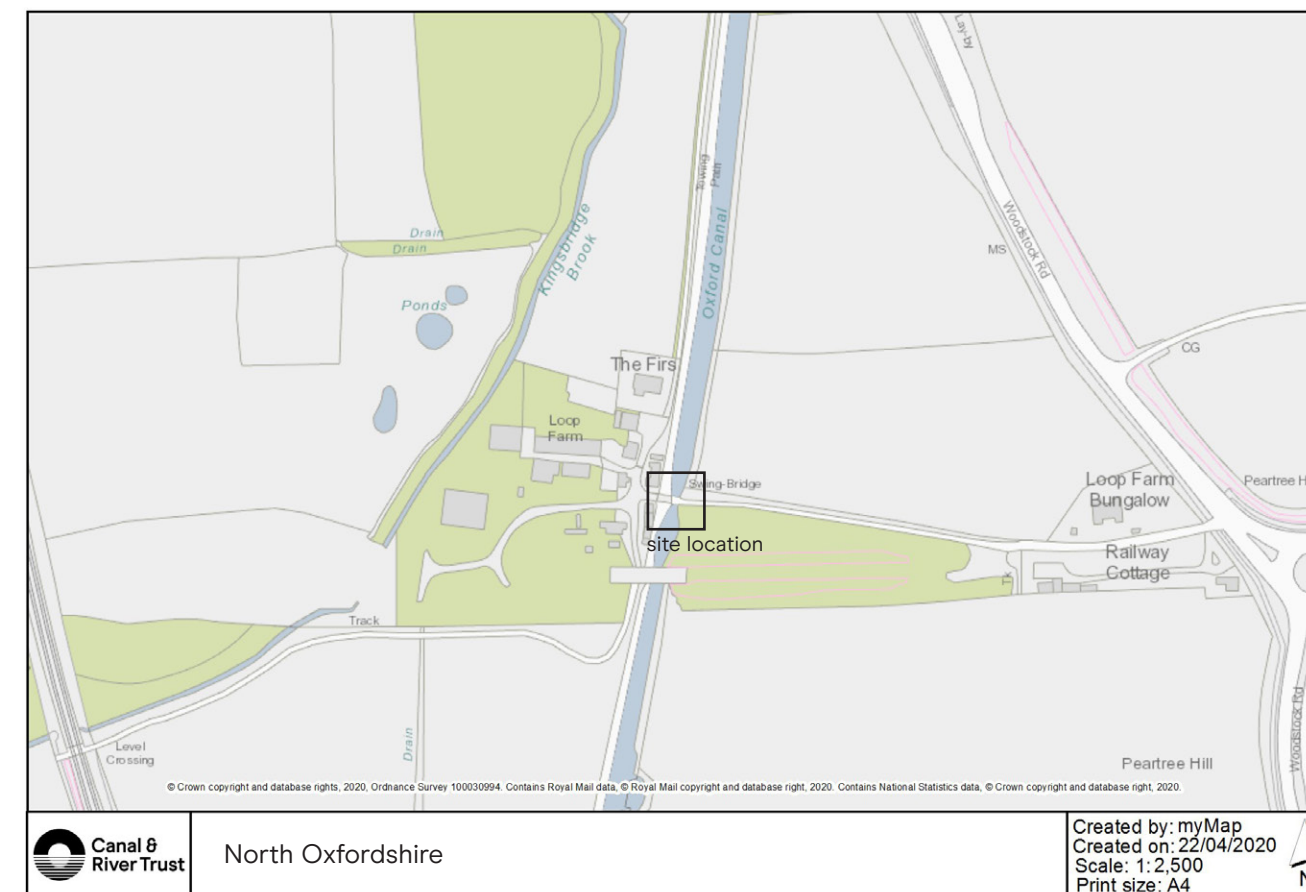 Lay-by
Towing
Path
Oxford Canal
Woodstock Rd
MS
Drain
Drain
Kingsbridge
Brook
Ponds
CG
The Firs
Loop
Farm
Swing-Bridge
Loop Farm
Bungalow
Peartree H
site location
Railway
Cottage
Tk
Track
Woodstock Rd
Drain
Level
Crossing
Peartree Hill
© Crown copyright and database rights, 2020, Ordnance Survey 100030994. Contains Royal Mail data, © Royal Mail copyright and database right, 2020. Contains National Statistics data, © Crown copyright and database right, 2020.
Canal &
River Trust
North Oxfordshire
Created by: myMap
Created on: 22/04/2020
Scale: 1:2,500
Print size: A4
N